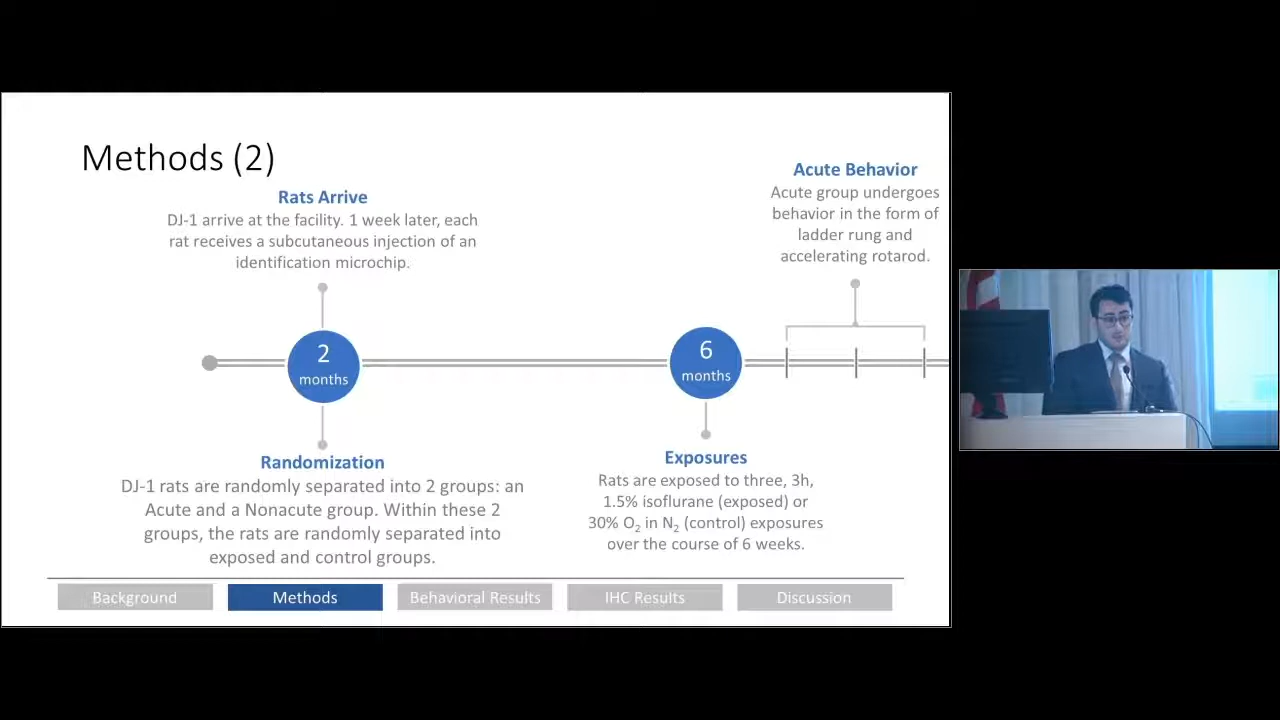 Methods (2)
Rats Arrive
DJ-1 arrive at the facility. 1 week later, each
rat receives a subcutaneous injection of an
identification microchip.
Acute Behavior
Acute group undergoes
behavior in the form of
ladder rung and
accelerating rotarod.
2
months
6
months
Randomization
DJ-1 rats are randomly separated into 2 groups: an
Acute and a Nonacute group. Within these 2
groups, the rats are randomly separated into
exposed and control groups.
Exposures
Rats are exposed to three, 3h,
1.5% isoflurane (exposed) or
30% O₂ in N₂ (control) exposures
over the course of 6 weeks.
Background
Methods
Behavioral Results
IHC Results
Discussion